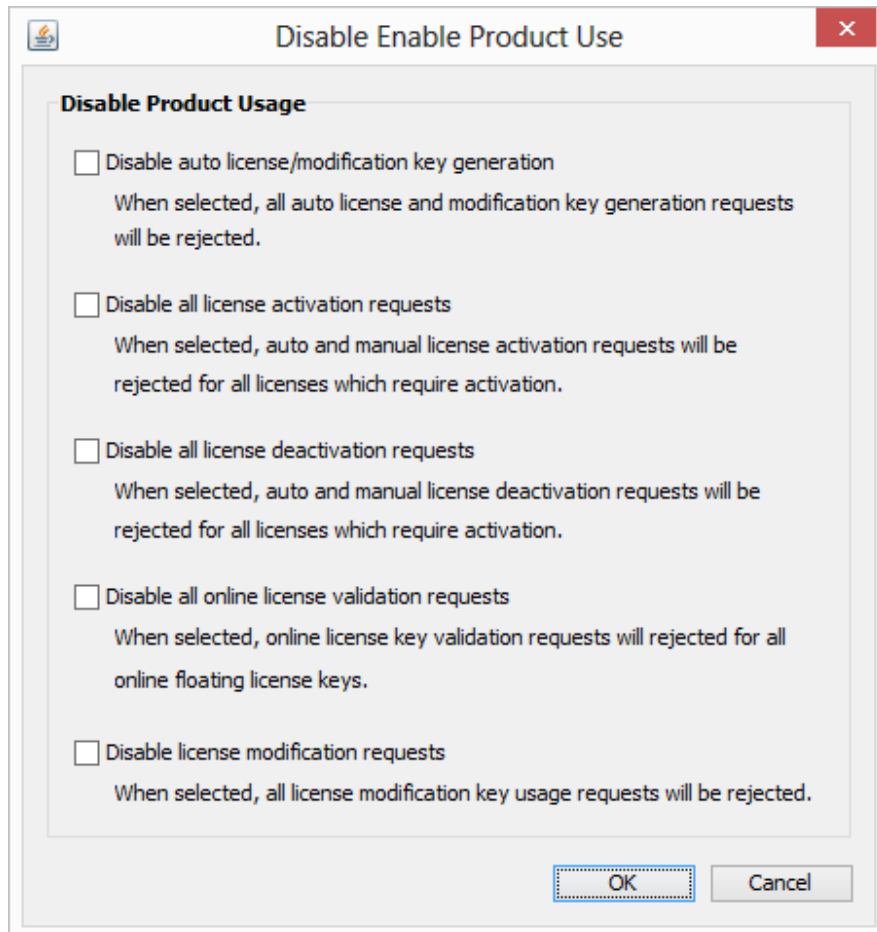 Disable Enable Product Use
Disable Product Usage
Disable auto license/modification key generation
When selected, all auto license and modification key generation requests
will be rejected.
Disable all license activation requests
When selected, auto and manual license activation requests will be
rejected for all licenses which require activation.
Disable all license deactivation requests
When selected, auto and manual license deactivation requests will be
rejected for all licenses which require activation.
Disable all online license validation requests
When selected, online license key validation requests will rejected for all
online floating license keys.
Disable license modification requests
When selected, all license modification key usage requests will be rejected.
OK
Cancel